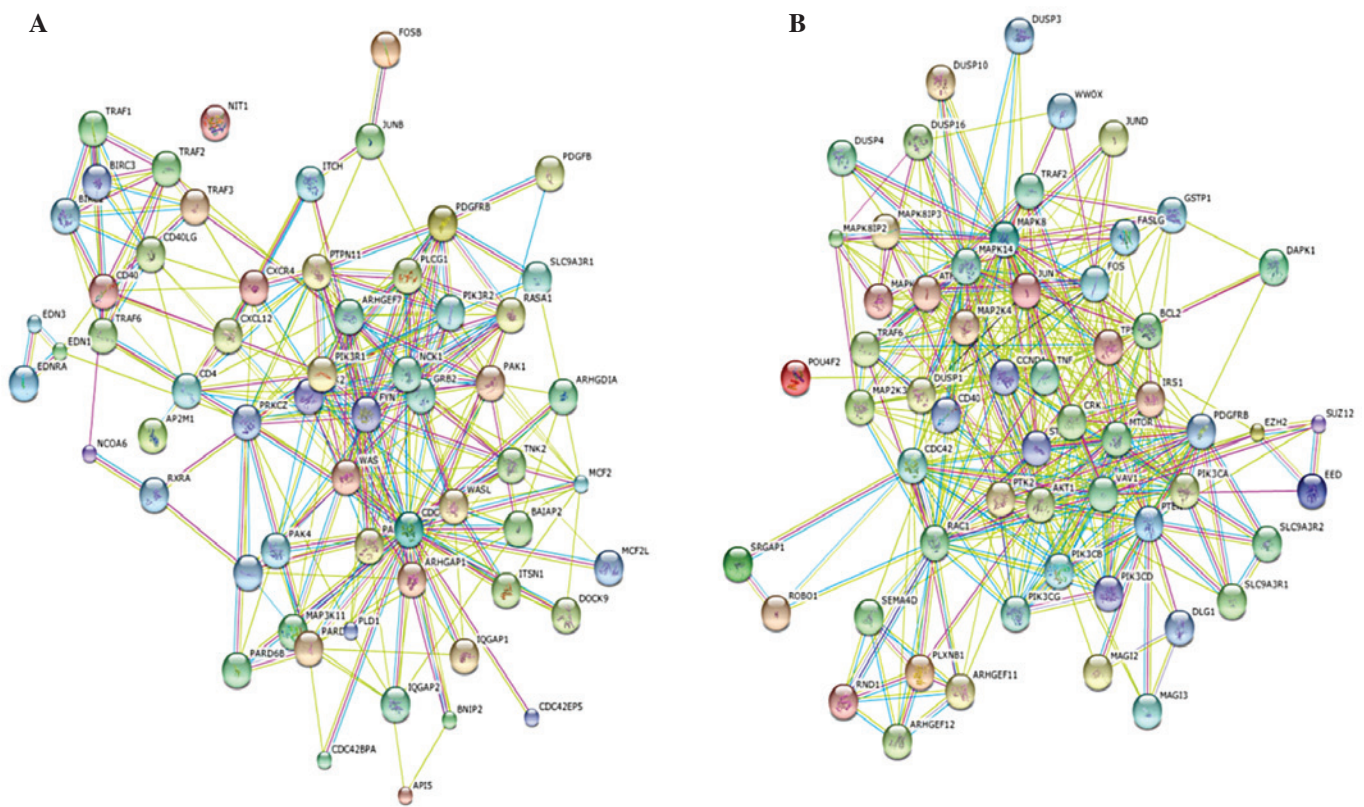 A
B
FOSB
NIT1
TRAF1
JUNB
BIRC3
TRAF2
ITCH
PDGFB
TRAF3
PDGFRB
CD40LG
CD40
CXCR4
PTPN11
PLCG1
SLC9A3R1
PIK3R2
RASA1
EDN3
TRAF6
CXCL12
ARHGEF7
EDN1
EDNRA
CD4
PIK3R1
NCK1
PAK1
GRB2
ARHGDIA
PRKCZ
FYN
AP2M1
NCOA6
WAS
TNK2
MCF2
RXRA
WASL
BAIAP2
PAK4
CDC
ARHGAP1
MCF2L
ITSN1
DOCK9
MAP3K11
PLD1
PARD
PARD6B
IQGAP1
IQGAP2
BNIP2
CDC42EP5
CDC42BPA
API5
DUSP3
DUSP10
WWOX
DUSP16
JUND
DUSP4
TRAF2
GSTP1
MAPK8IP3
MAPK8
FASLG
MAPK8IP2
MAPK14
DAPK1
MAPK
JUN
FOS
MAP2K4
BCL2
TRAF6
POU4F2
CCND1
TNF
DUSP1
MAP2K3
CD40
IRS1
CRK
PDGFRB
MTOR
EZH2
SUZ12
CDC42
PTK2
AKT1
VAV1
PIK3CA
EED
PTEN
RAC1
SLC9A3R2
SRGAP1
PIK3CB
PIK3CD
SLC9A3R1
ROBO1
SEMA4D
PIK3CG
DLG1
PLXNB1
ARHGEF11
MAGI2
RND1
MAGI3
ARHGEF12